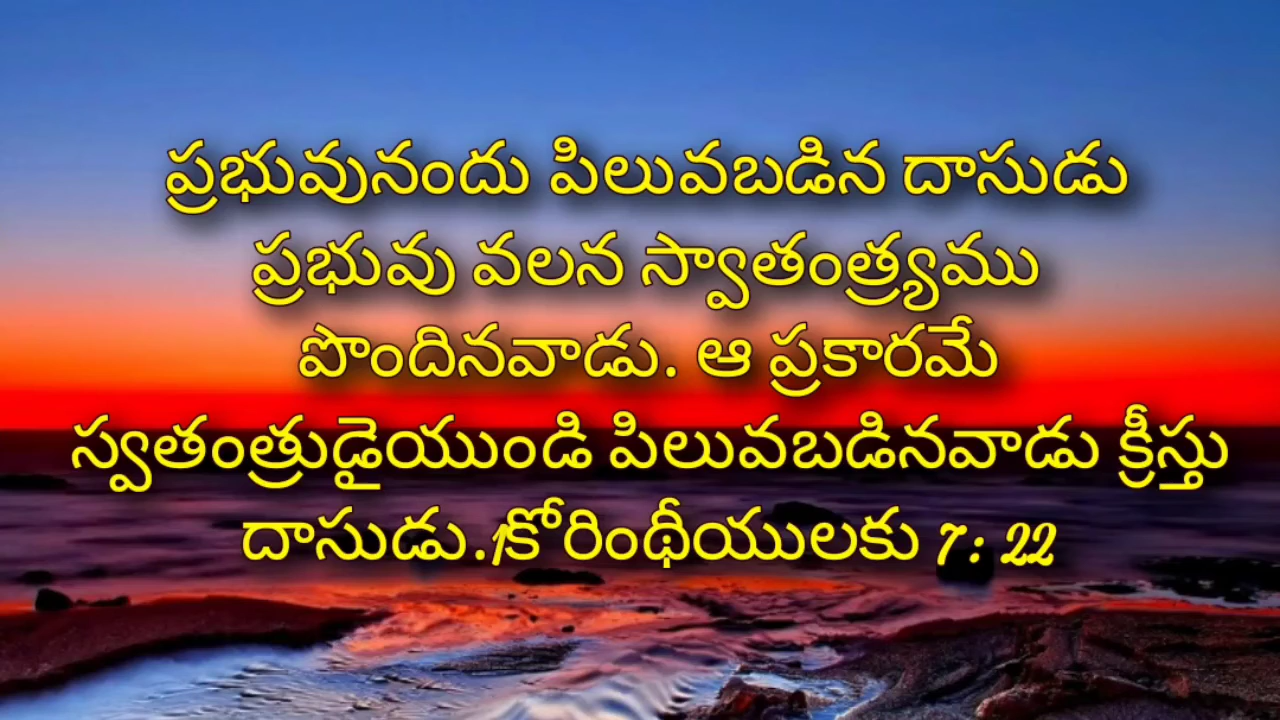 ప్రభువునందు పిలువబడిన దాసుడు
ప్రభువు వలన స్వాతంత్ర్యము
పొందినవాడు. ఆ ప్రకారమే
స్వతంత్రుడైయుండి పిలువబడినవాడు క్రీస్తు
దాసుడు.1కోరింథీయులకు 7: 22